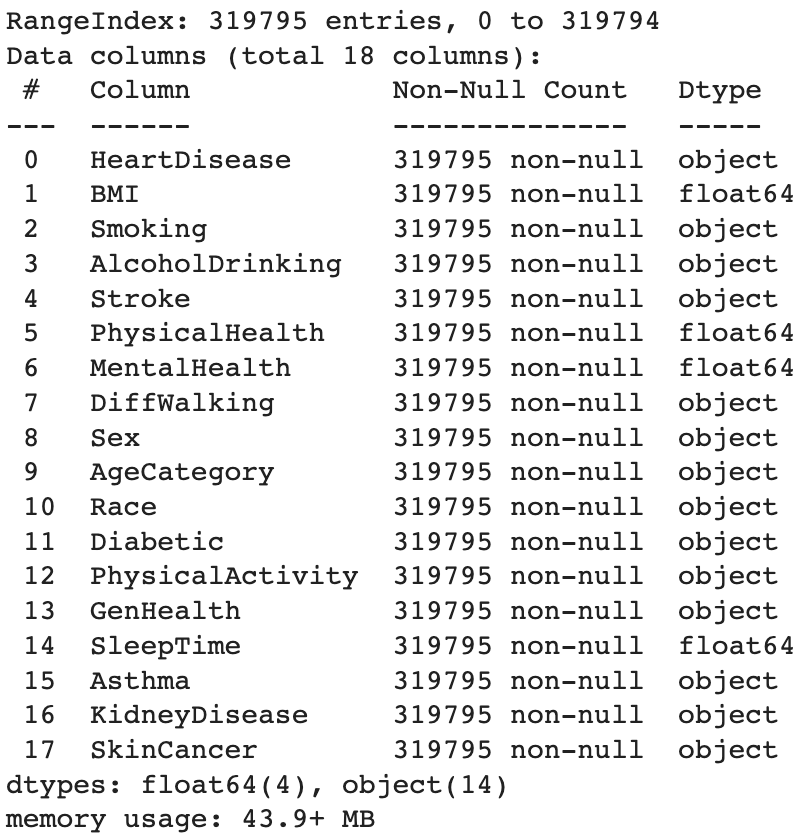 RangeIndex: 319795 entries, 0 to 319794
Data columns (total 18 columns):
 #   Column            Non-Null Count   Dtype
---  ------            --------------   -----
 0   HeartDisease      319795 non-null  object
 1   BMI               319795 non-null  float64
 2   Smoking           319795 non-null  object
 3   AlcoholDrinking   319795 non-null  object
 4   Stroke            319795 non-null  object
 5   PhysicalHealth    319795 non-null  float64
 6   MentalHealth      319795 non-null  float64
 7   DiffWalking       319795 non-null  object
 8   Sex               319795 non-null  object
 9   AgeCategory       319795 non-null  object
 10  Race              319795 non-null  object
 11  Diabetic          319795 non-null  object
 12  PhysicalActivity  319795 non-null  object
 13  GenHealth         319795 non-null  object
 14  SleepTime         319795 non-null  float64
 15  Asthma            319795 non-null  object
 16  KidneyDisease     319795 non-null  object
 17  SkinCancer        319795 non-null  object
dtypes: float64(4), object(14)
memory usage: 43.9+ MB